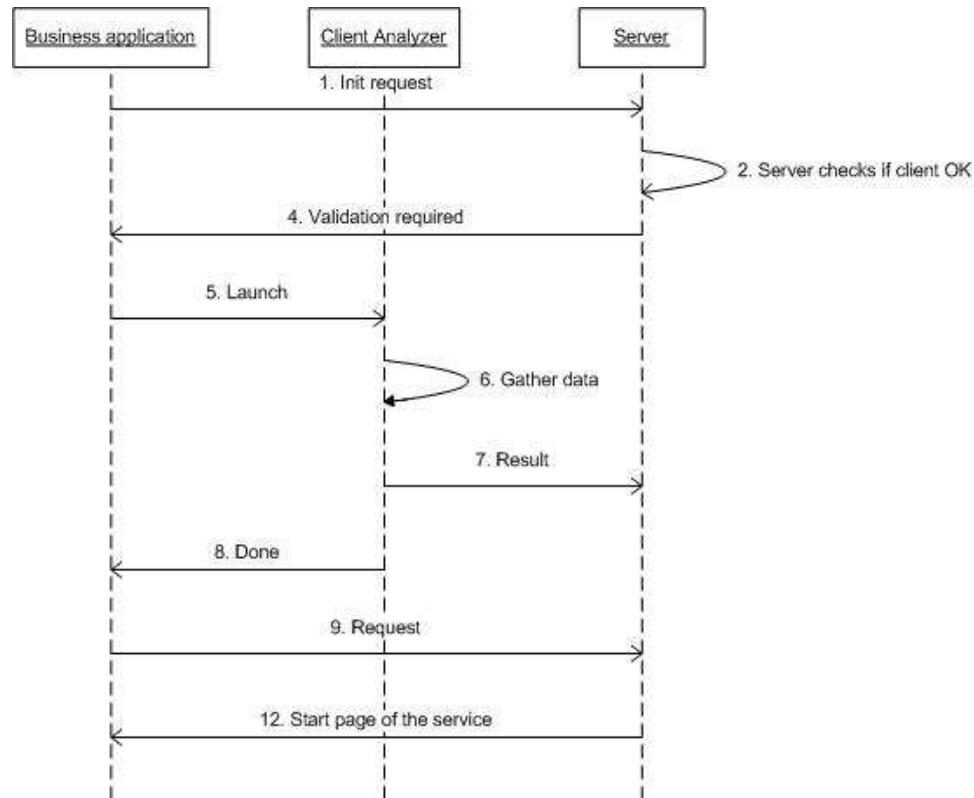 Business application
Client Analyzer
Server
1. Init request
2. Server checks if client OK
4. Validation required
5. Launch
6. Gather data
7. Result
8. Done
9. Request
12. Start page of the service